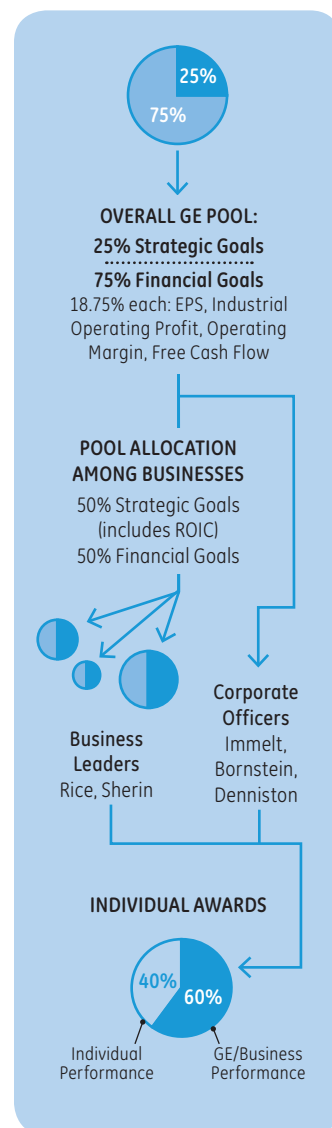 25%
75%
OVERALL GE POOL:
25% Strategic Goals
75% Financial Goals
18.75% each: EPS, Industrial
Operating Profit, Operating
Margin, Free Cash Flow
POOL ALLOCATION
AMONG BUSINESSES
50% Strategic Goals
(includes ROIC)
50% Financial Goals
Business
Leaders
Rice, Sherin
Corporate
Officers
Immelt,
Bornstein,
Denniston
INDIVIDUAL AWARDS
40%
60%
Individual
Performance
GE/Business
Performance